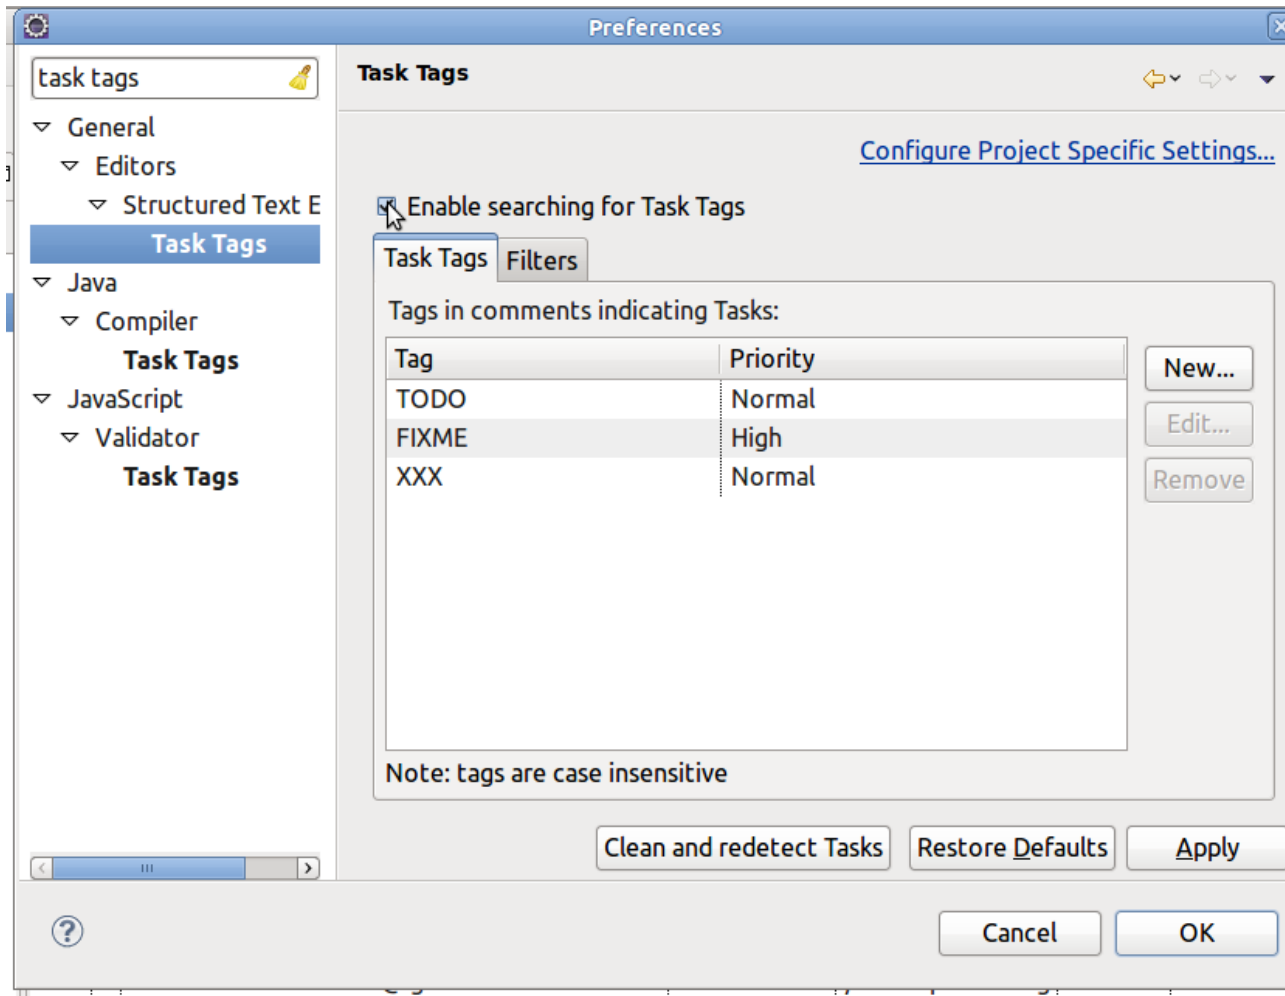 Preferences
task tags
Task Tags
General
Editors
Structured Text E
Task Tags
Java
Compiler
Task Tags
JavaScript
Validator
Task Tags
Configure Project Specific Settings...
Enable searching for Task Tags
Task Tags Filters
Tags in comments indicating Tasks:
Tag Priority
TODO Normal
FIXME High
XXX Normal
New...
Edit...
Remove
Note: tags are case insensitive
Clean and redetect Tasks Restore Defaults Apply
? Cancel OK